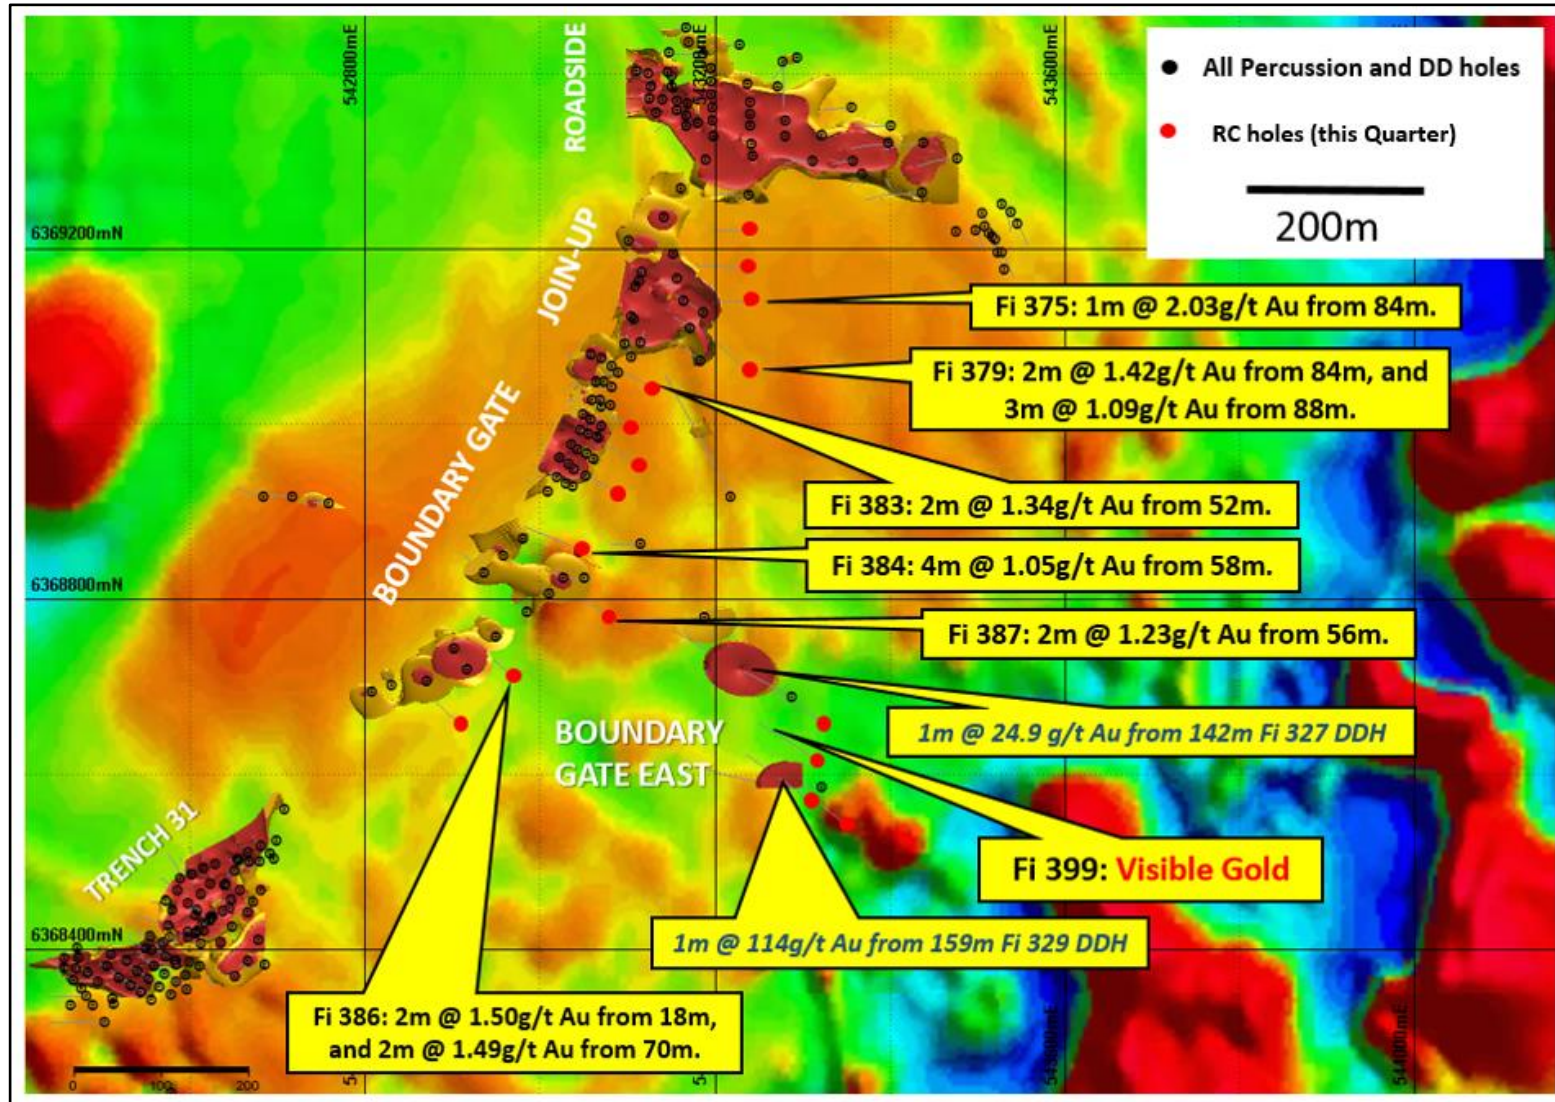 542800mE
ROADSIDE
543200mE
543600mE
All Percussion and DD holes
RC holes (this Quarter)
200m
6369200mN
JOIN-UP
Fi 375: 1m @ 2.03g/t Au from 84m.
Fi 379: 2m @ 1.42g/t Au from 84m, and
3m @ 1.09g/t Au from 88m.
BOUNDARY GATE
Fi 383: 2m @ 1.34g/t Au from 52m.
Fi 384: 4m @ 1.05g/t Au from 58m.
6368800mN
Fi 387: 2m @ 1.23g/t Au from 56m.
BOUNDARY
GATE EAST
1m @ 24.9 g/t Au from 142m Fi 327 DDH
TRENCH 31
Fi 399: Visible Gold
6368400mN
1m @ 114g/t Au from 159m Fi 329 DDH
Fi 386: 2m @ 1.50g/t Au from 18m,
and 2m @ 1.49g/t Au from 70m.
0 100 200